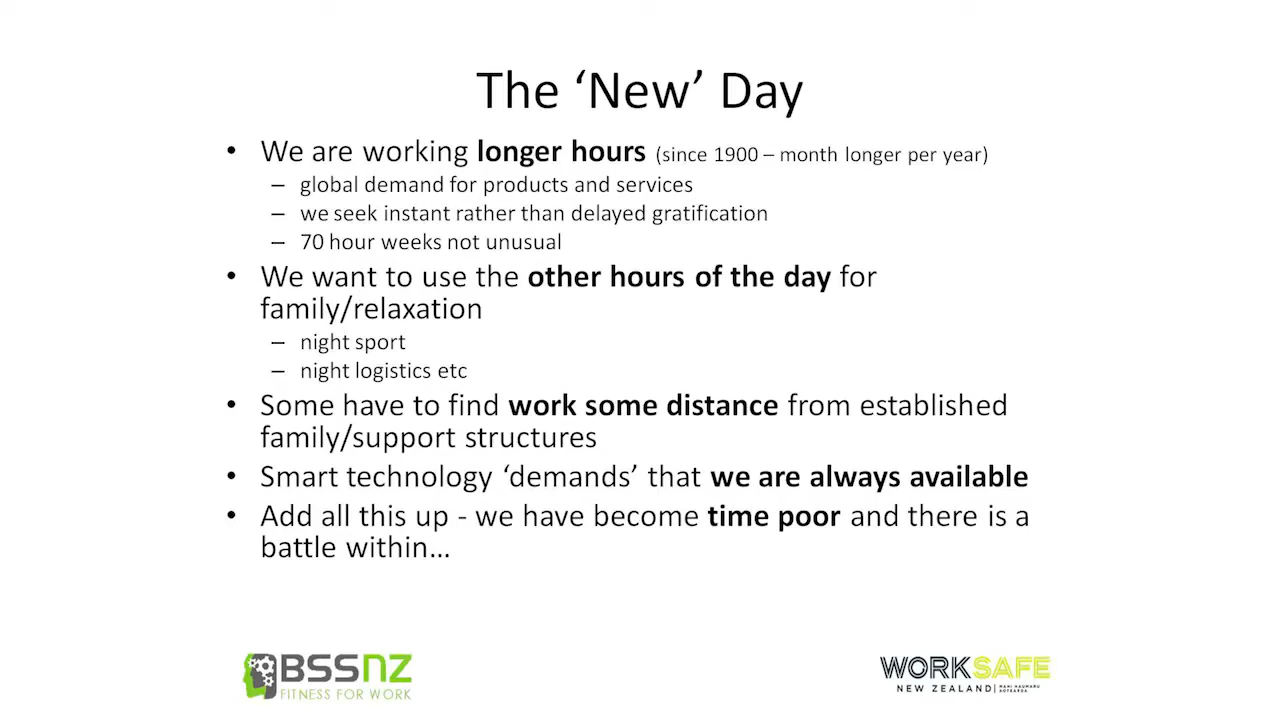 The ‘New’ Day
• We are working longer hours (since 1900 – month longer per year)
– global demand for products and services
– we seek instant rather than delayed gratification
– 70 hour weeks not unusual
• We want to use the other hours of the day for
family/relaxation
– night sport
– night logistics etc
• Some have to find work some distance from established
family/support structures
• Smart technology ‘demands’ that we are always available
• Add all this up - we have become time poor and there is a
battle within…
BSSNZ
FITNESS FOR WORK
WORKSAFE
NEW ZEALAND | MAHI HAUMARU
AOTEAROA